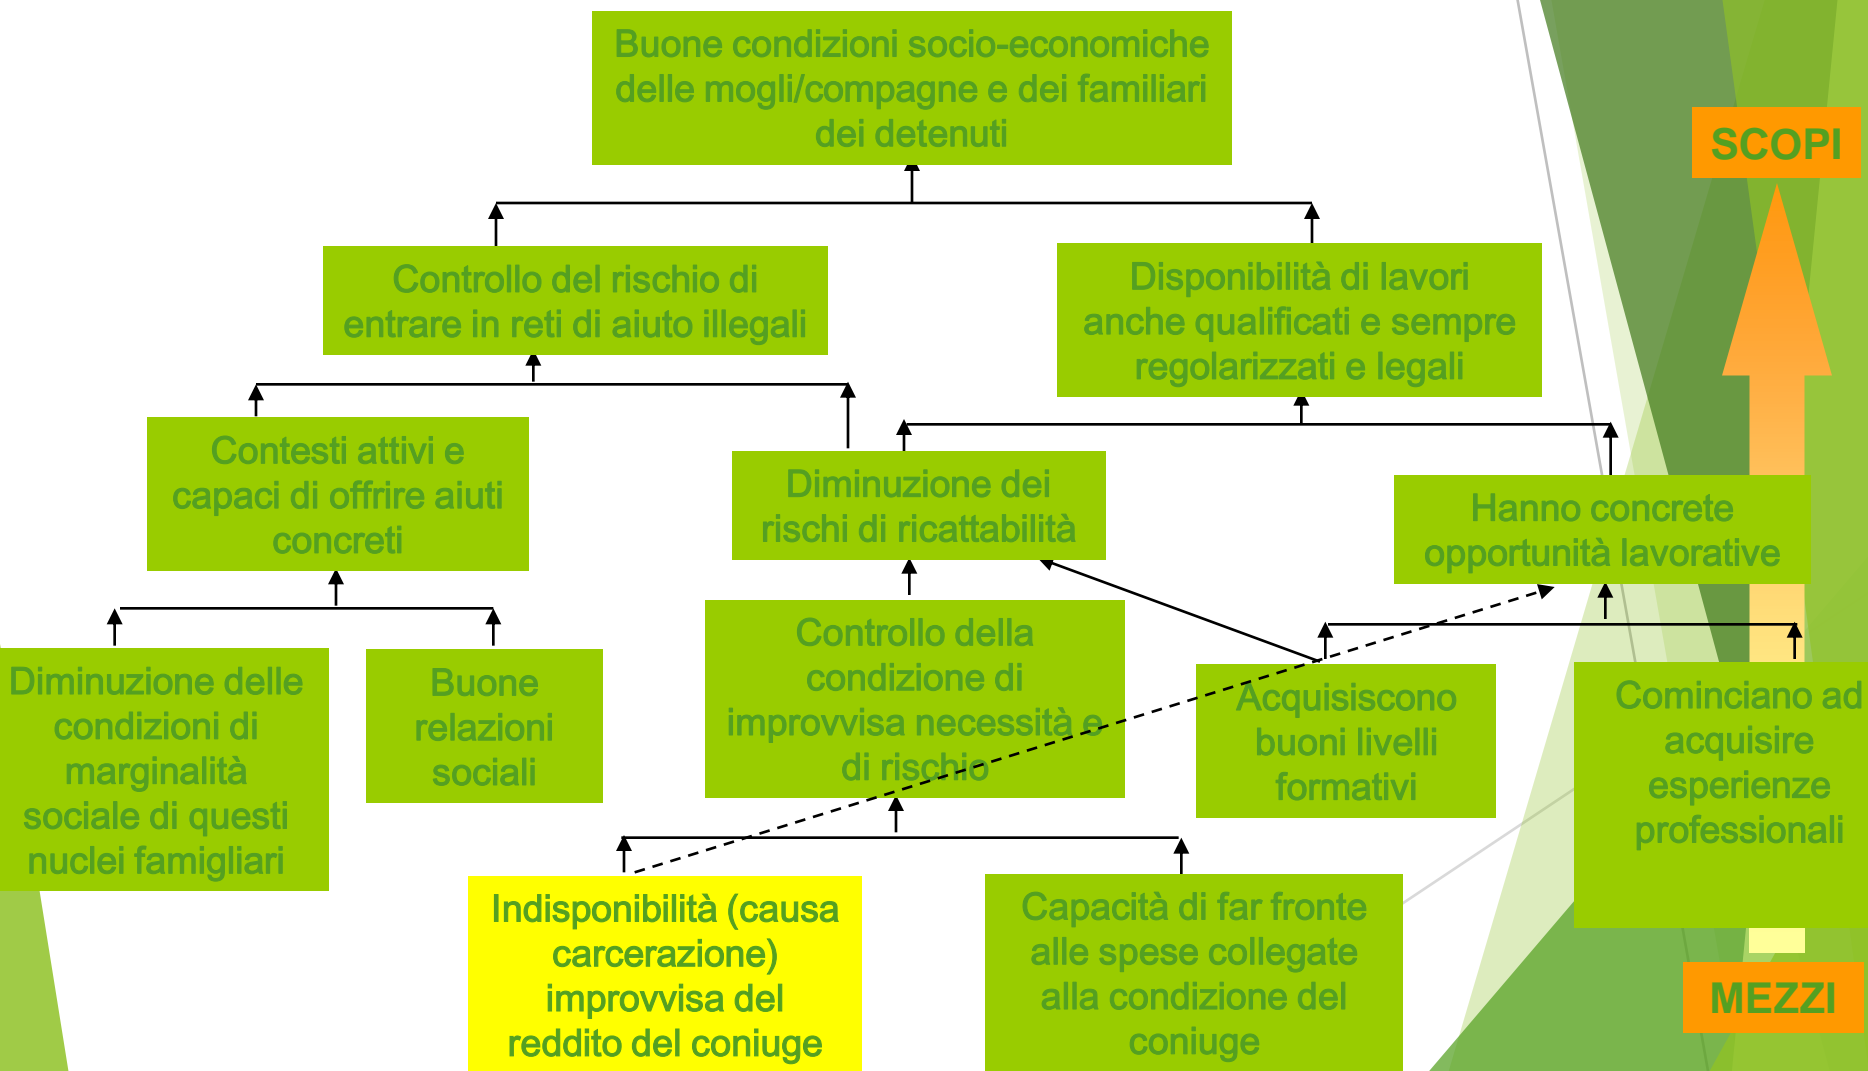 Buone condizioni socio-economiche
delle mogli/compagne e dei familiari
dei detenuti
SCOPI
Controllo del rischio di
entrare in reti di aiuto illegali
Disponibilità di lavori
anche qualificati e sempre
regolarizzati e legali
Contesti attivi e
capaci di offrire aiuti
concreti
Diminuzione dei
rischi di ricattabilità
Hanno concrete
opportunità lavorative
Diminuzione delle
condizioni di
marginalità
sociale di questi
nuclei famigliari
Buone
relazioni
sociali
Controllo della
condizione di
improvvisa necessità e
di rischio
Acquisiscono
buoni livelli
formativi
Cominciano ad
acquisire
esperienze
professionali
Indisponibilità (causa
carcerazione)
improvvisa del
reddito del coniuge
Capacità di far fronte
alle spese collegate
alla condizione del
coniuge
MEZZI